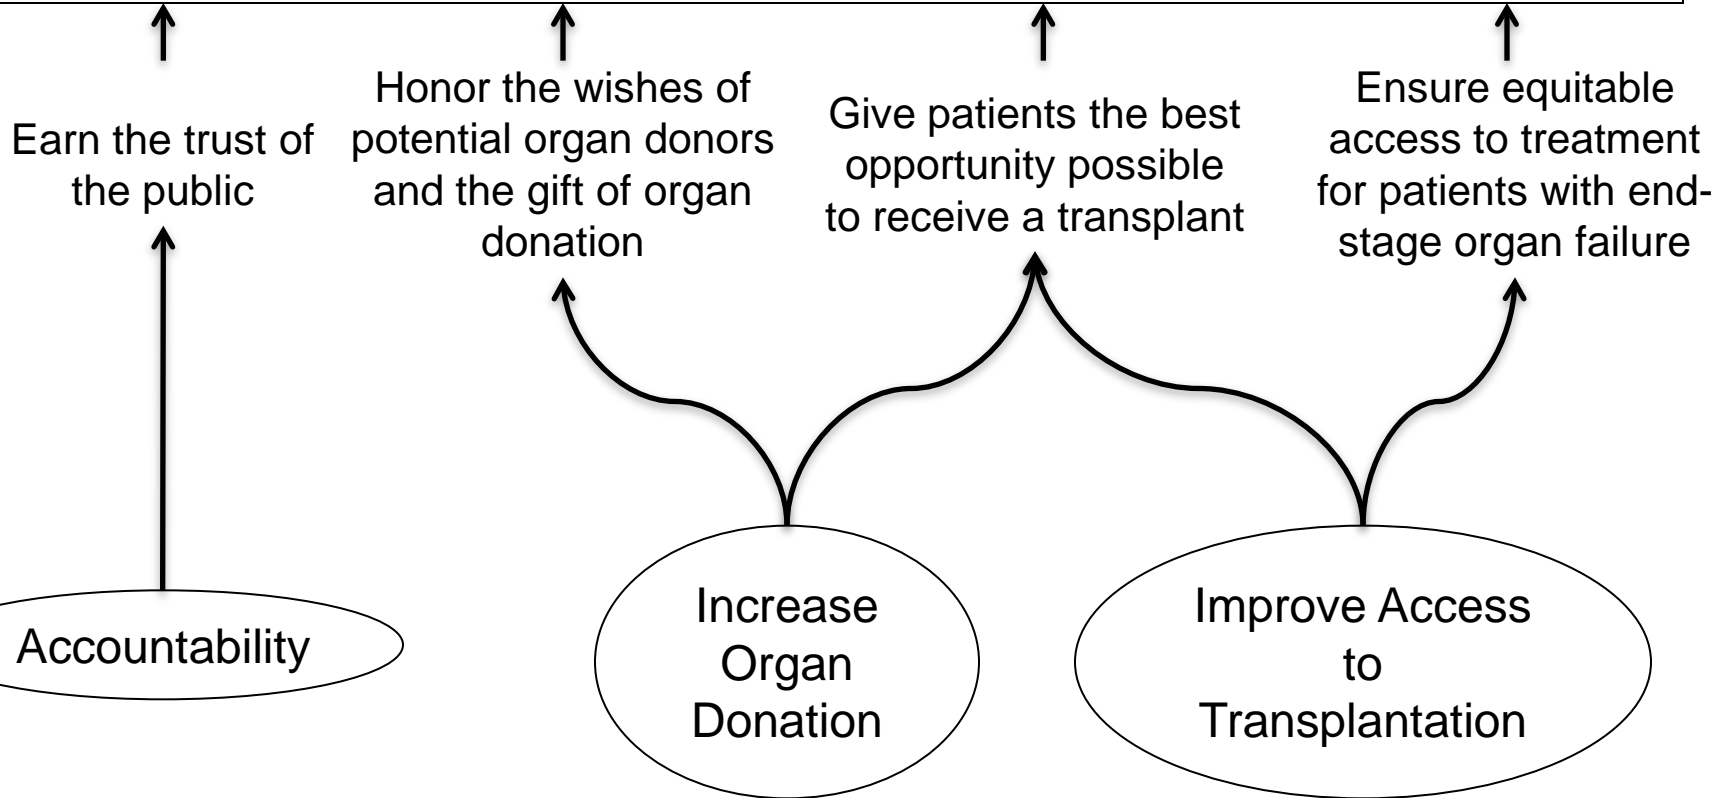 Earn the trust of
the public
Honor the wishes of
potential organ donors
and the gift of organ
donation
Give patients the best
opportunity possible
to receive a transplant
Ensure equitable
access to treatment
for patients with end-
stage organ failure
Accountability
Increase
Organ
Donation
Improve Access
to
Transplantation